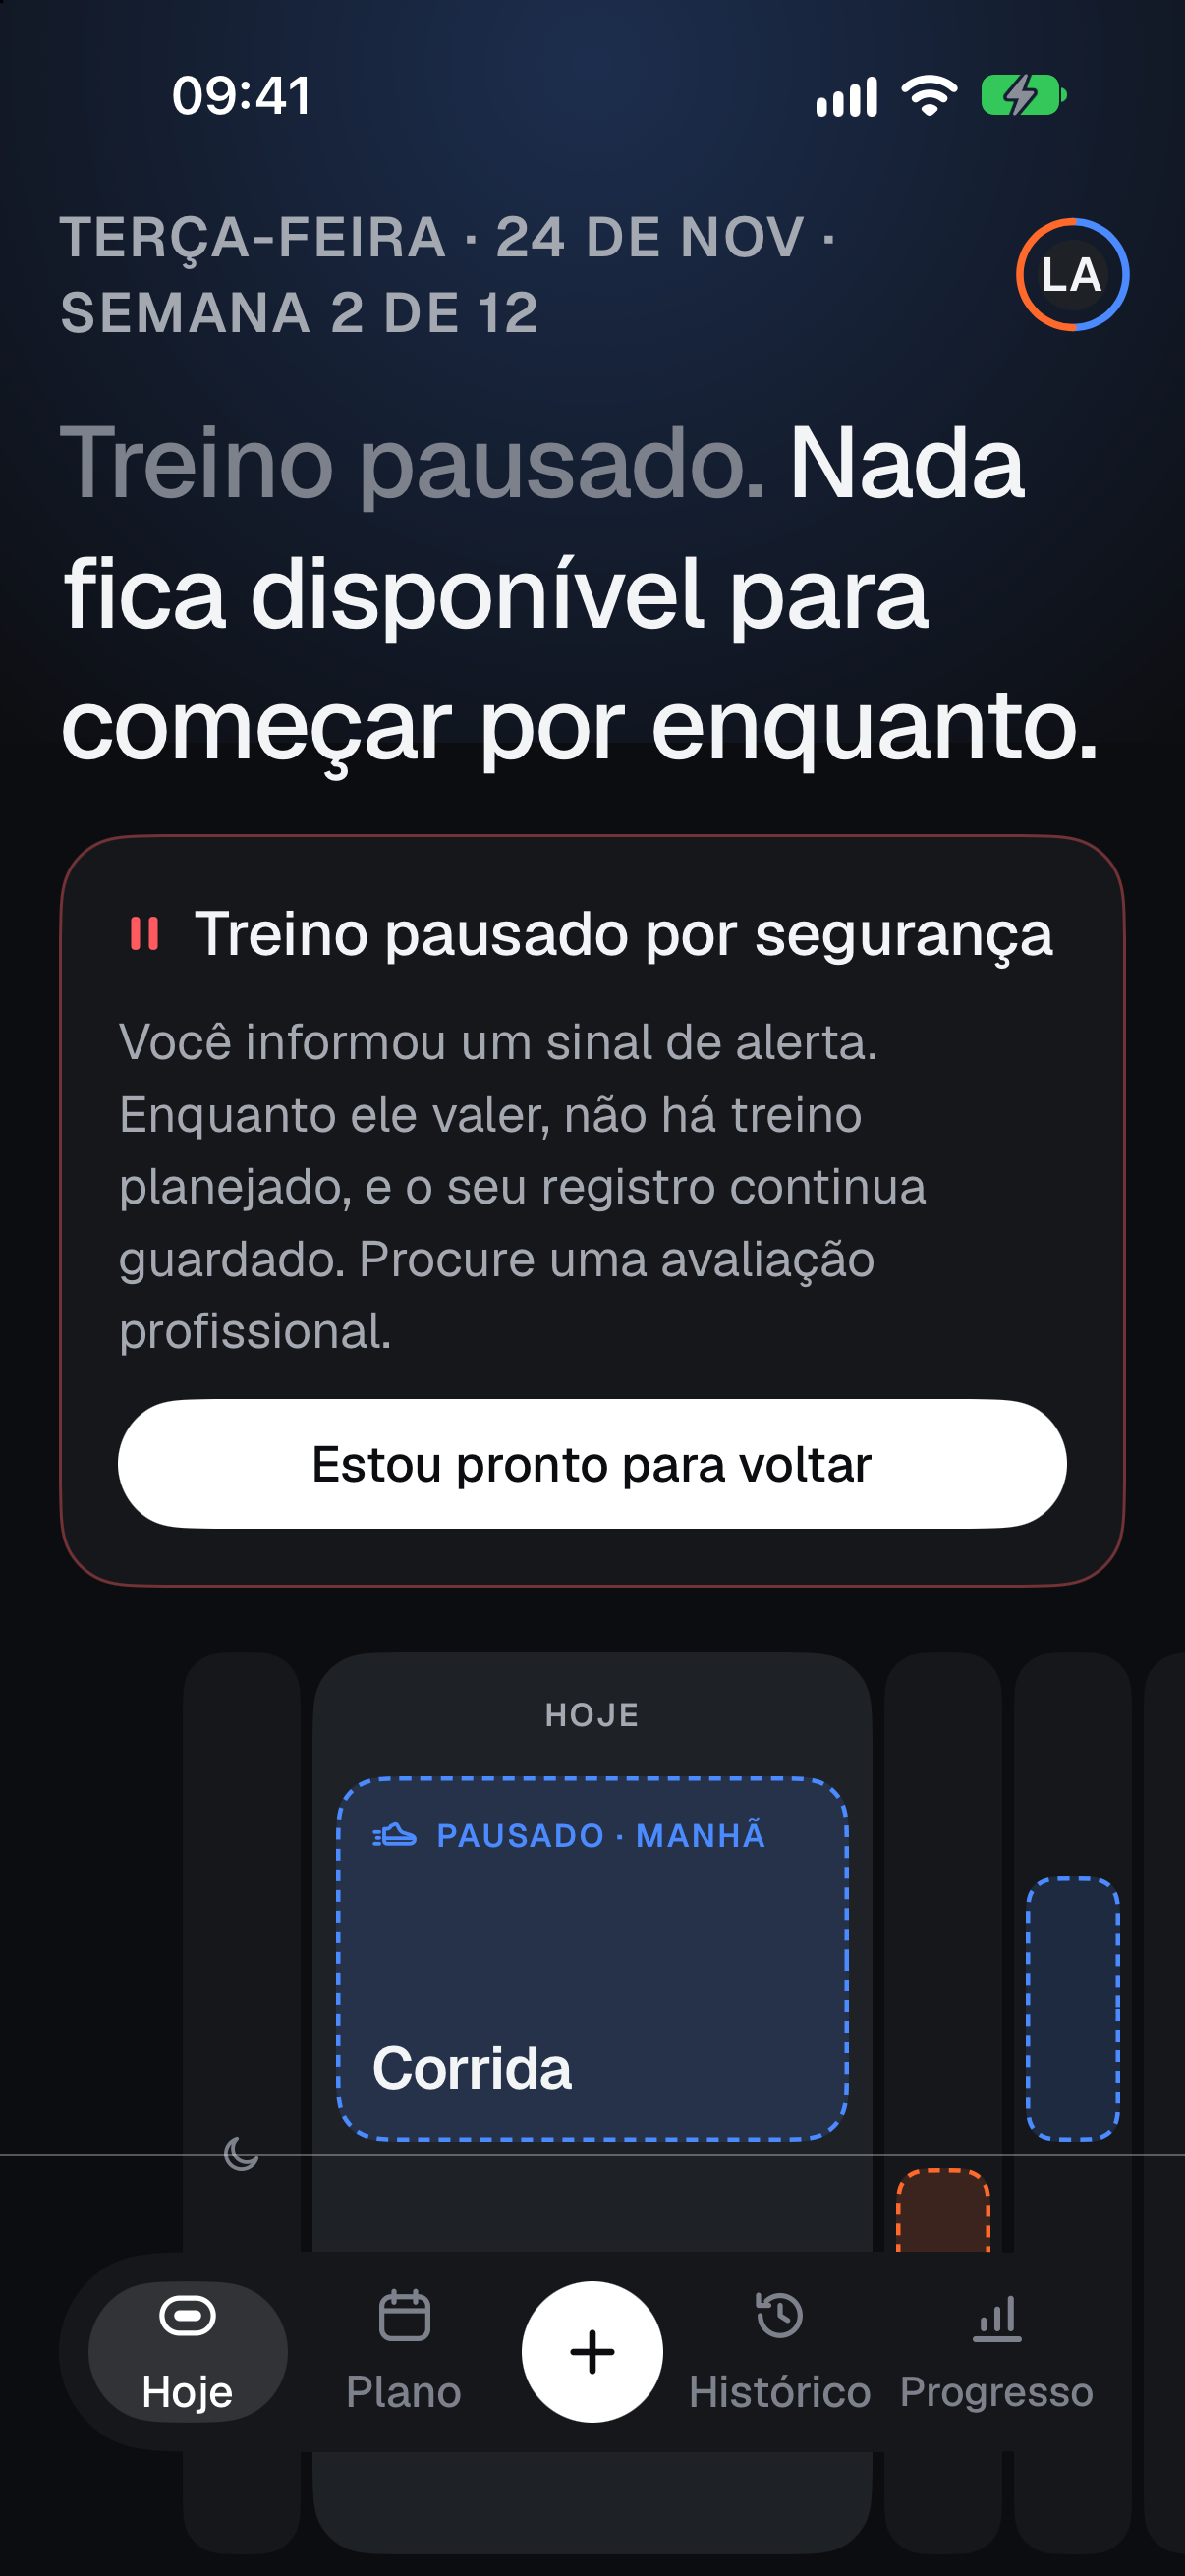 09:41
TERÇA-FEIRA · 24 DE NOV ·
SEMANA 2 DE 12
LA
Treino pausado. Nada
fica disponível para
começar por enquanto.
Treino pausado por segurança
Você informou um sinal de alerta.
Enquanto ele valer, não há treino
planejado, e o seu registro continua
guardado. Procure uma avaliação
profissional.
Estou pronto para voltar
HOJE
PAUSADO · MANHÃ
Corrida
Hoje
Plano
Histórico
Progresso